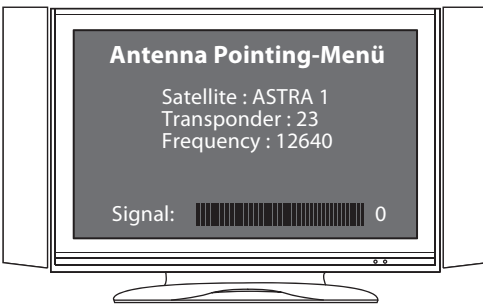 Antenna Pointing-Menü
Satellite : ASTRA 1
Transponder : 23
Frequency : 12640
Signal: 0